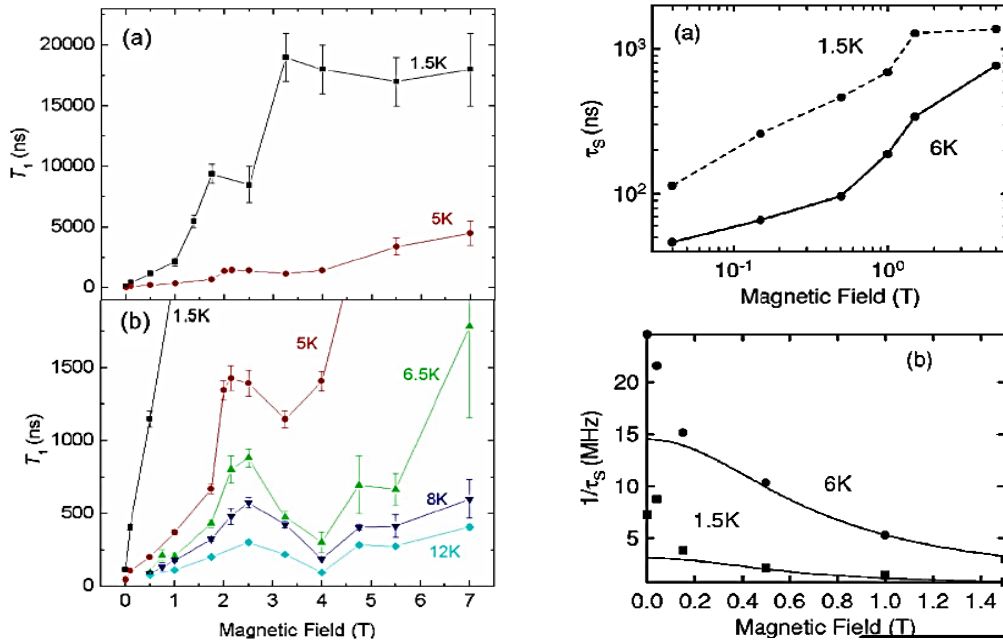 (a)
20000
15000
10000
5000
0
T₁ (ns)
1.5K
5K
(b)
1.5K
5K
6.5K
8K
12K
1500
1000
500
0
T₁ (ns)
0 1 2 3 4 5 6 7
Magnetic Field (T)
(a)
10³
10²
τS (ns)
1.5K
6K
10⁻¹ 10⁰
Magnetic Field (T)
(b)
20
15
10
5
1/τS (MHz)
6K
1.5K
0.0 0.2 0.4 0.6 0.8 1.0 1.2 1.4
Magnetic Field (T)